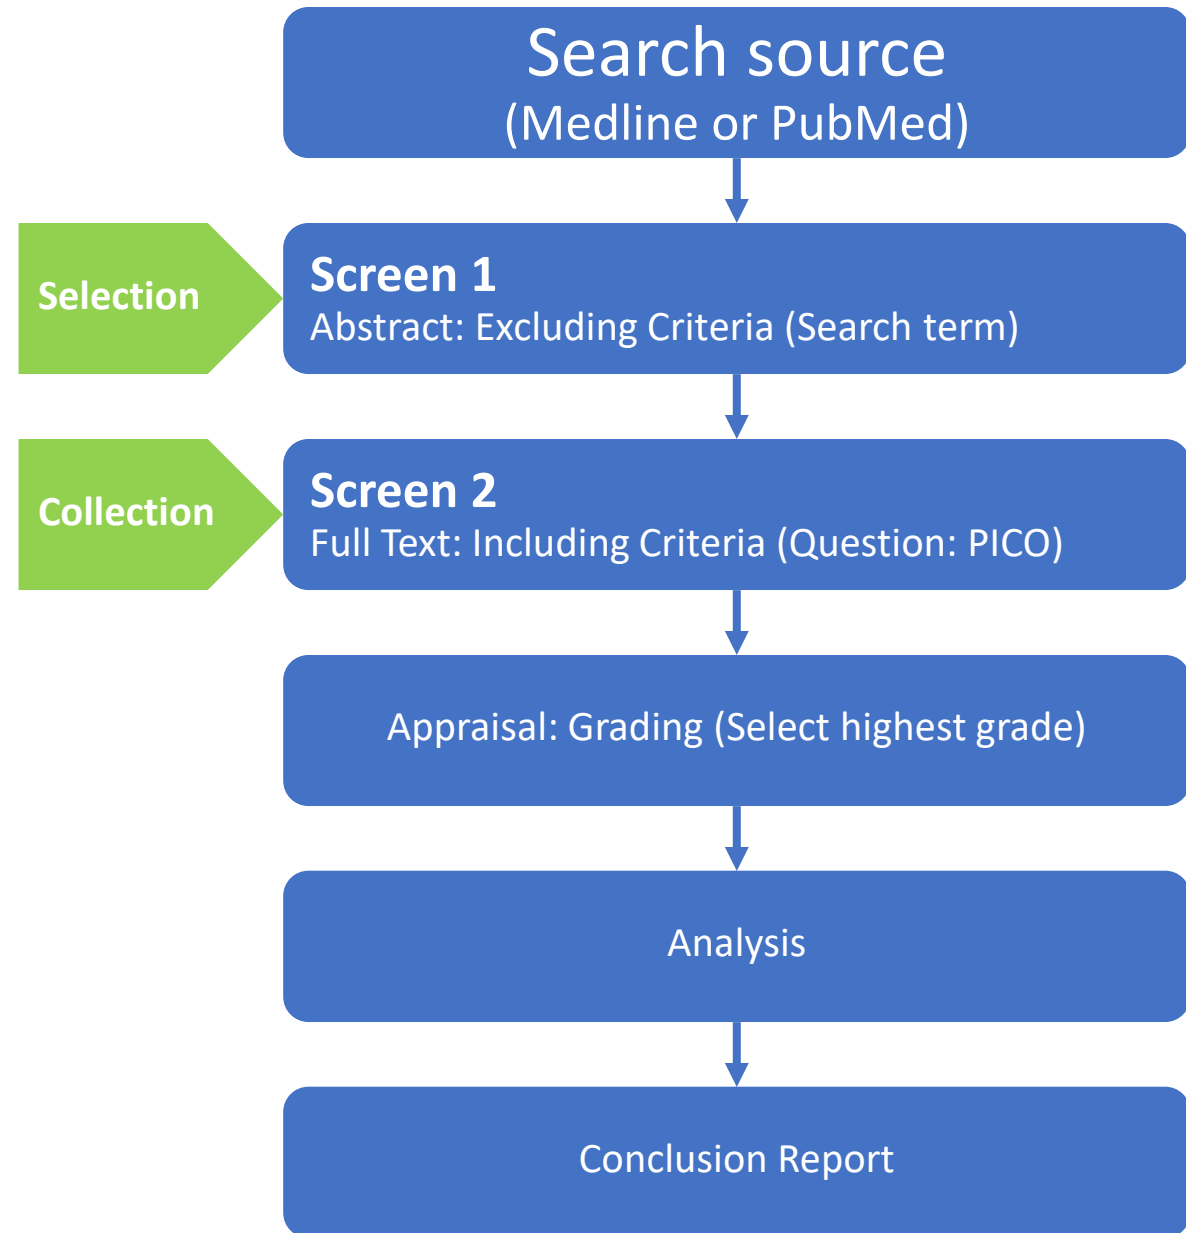 Search source
(Medline or PubMed)
Selection
Screen 1
Abstract: Excluding Criteria (Search term)
Collection
Screen 2
Full Text: Including Criteria (Question: PICO)
Appraisal: Grading (Select highest grade)
Analysis
Conclusion Report